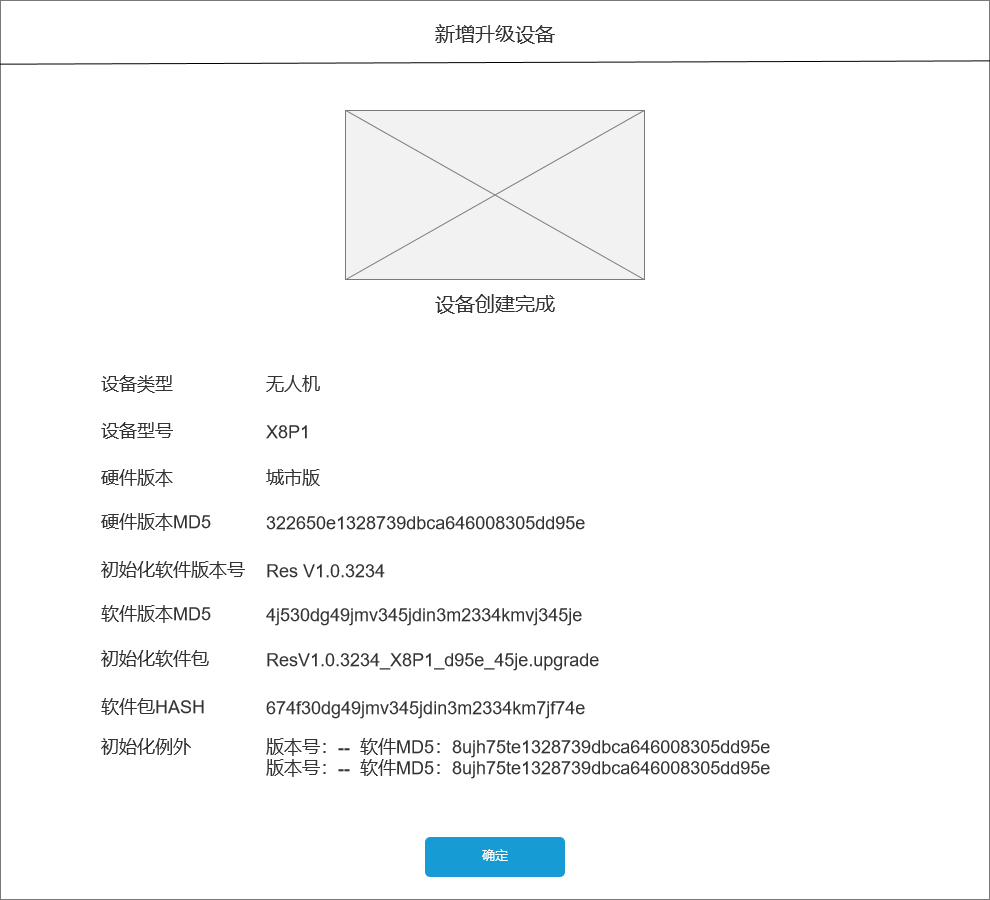 新增升级设备
设备创建完成
设备类型 无人机
设备型号 X8P1
硬件版本 城市版
硬件版本MD5 322650e1328739dbca646008305dd95e
初始化软件版本号 Res V1.0.3234
软件版本MD5 4j530dg49jmv345jdin3m2334kmvj345je
初始化软件包 ResV1.0.3234_X8P1_d95e_45je.upgrade
软件包HASH 674f30dg49jmv345jdin3m2334km7jf74e
初始化例外 版本号：-- 软件MD5：8ujh75te1328739dbca646008305dd95e
版本号：-- 软件MD5：8ujh75te1328739dbca646008305dd95e
确定